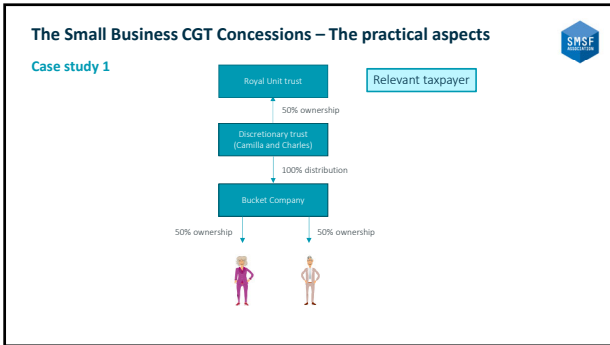 The Small Business CGT Concessions – The practical aspects
SMSF
ASSOCIATION
Case study 1
Royal Unit trust
Relevant taxpayer
50% ownership
Discretionary trust
(Camilla and Charles)
100% distribution
Bucket Company
50% ownership
50% ownership